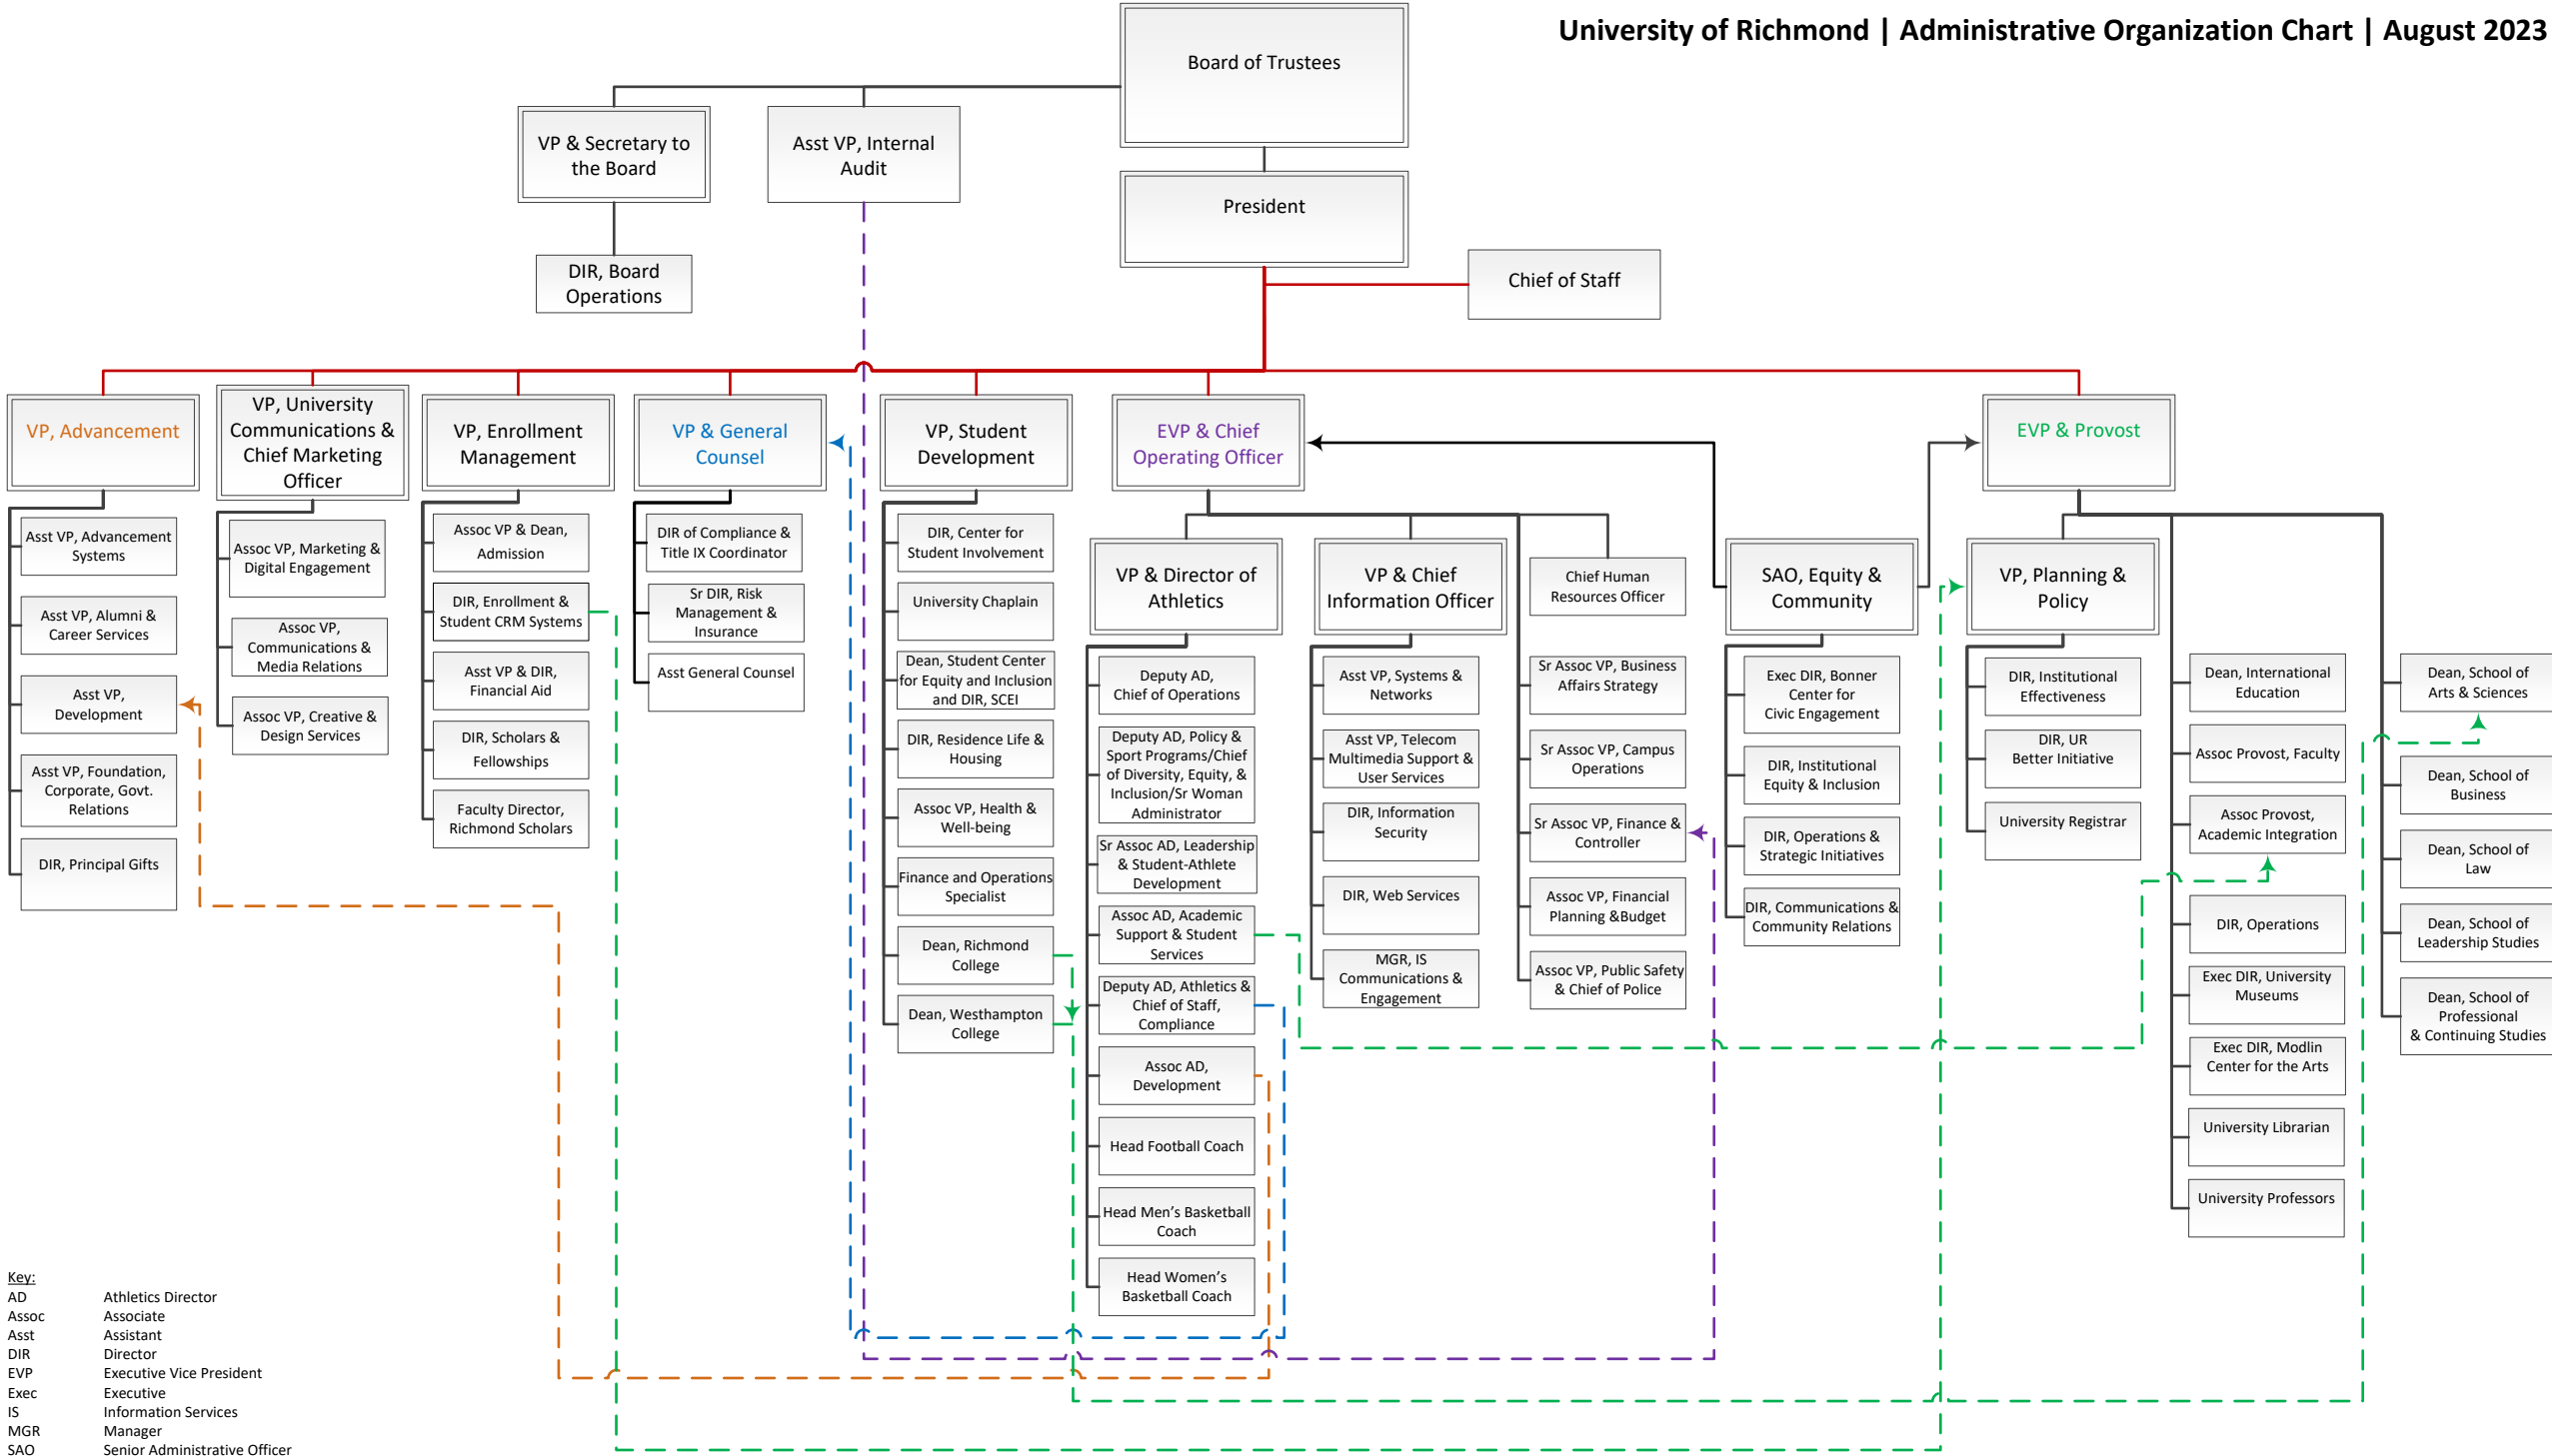 University of Richmond | Administrative Organization Chart | August 2023
Board of Trustees
VP & Secretary to
the Board
Asst VP, Internal
Audit
President
DIR, Board
Operations
Chief of Staff
VP, Advancement
Asst VP, Advancement
Systems
Asst VP, Alumni &
Career Services
Asst VP,
Development
Asst VP, Foundation,
Corporate, Govt.
Relations
DIR, Principal Gifts
VP, University
Communications &
Chief Marketing
Officer
Assoc VP, Marketing &
Digital Engagement
Assoc VP,
Communications &
Media Relations
Assoc VP, Creative &
Design Services
VP, Enrollment
Management
Assoc VP & Dean,
Admission
DIR, Enrollment &
Student CRM Systems
Asst VP & DIR,
Financial Aid
DIR, Scholars &
Fellowships
Faculty Director,
Richmond Scholars
VP & General
Counsel
DIR of Compliance &
Title IX Coordinator
Sr DIR, Risk
Management &
Insurance
Asst General Counsel
VP, Student
Development
DIR, Center for
Student Involvement
University Chaplain
Dean, Student Center
for Equity and Inclusion
and DIR, SCEI
DIR, Residence Life &
Housing
Assoc VP, Health &
Well-being
Finance and Operations
Specialist
Dean, Richmond
College
Dean, Westhampton
College
EVP & Chief
Operating Officer
VP & Director of
Athletics
Deputy AD,
Chief of Operations
Deputy AD, Policy &
Sport Programs/Chief
of Diversity, Equity, &
Inclusion/Sr Woman
Administrator
Sr Assoc AD, Leadership
& Student-Athlete
Development
Assoc AD, Academic
Support & Student
Services
Deputy AD, Athletics &
Chief of Staff,
Compliance
Assoc AD,
Development
Head Football Coach
Head Men's Basketball
Coach
Head Women's
Basketball Coach
VP & Chief
Information Officer
Asst VP, Systems &
Networks
Asst VP, Telecom
Multimedia Support &
User Services
DIR, Information
Security
DIR, Web Services
MGR, IS
Communications &
Engagement
Chief Human
Resources Officer
Sr Assoc VP, Business
Affairs Strategy
Sr Assoc VP, Campus
Operations
Sr Assoc VP, Finance &
Controller
Assoc VP, Financial
Planning &Budget
Assoc VP, Public Safety
& Chief of Police
SAO, Equity &
Community
Exec DIR, Bonner
Center for
Civic Engagement
DIR, Institutional
Equity & Inclusion
DIR, Operations &
Strategic Initiatives
DIR, Communications &
Community Relations
EVP & Provost
VP, Planning &
Policy
DIR, Institutional
Effectiveness
DIR, UR
Better Initiative
University Registrar
Dean, International
Education
Assoc Provost, Faculty
Assoc Provost,
Academic Integration
DIR, Operations
Exec DIR, University
Museums
Exec DIR, Modlin
Center for the Arts
University Librarian
University Professors
Dean, School of
Arts & Sciences
Dean, School of
Business
Dean, School of
Law
Dean, School of
Leadership Studies
Dean, School of
Professional
& Continuing Studies
Key:
AD Athletics Director
Assoc Associate
Asst Assistant
DIR Director
EVP Executive Vice President
Exec Executive
IS Information Services
MGR Manager
SAO Senior Administrative Officer